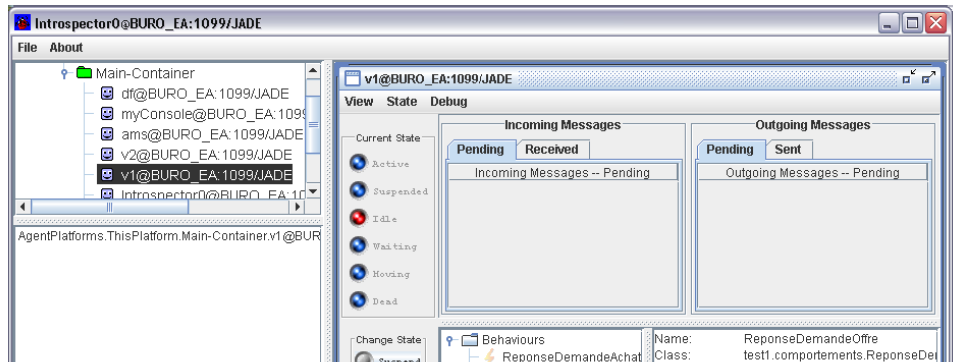 Introspector0@BURO_EA:1099/JADE
File About
Main-Container
df@BURO_EA:1099/JADE
myConsole@BURO_EA:1099
ams@BURO_EA:1099/JADE
v2@BURO_EA:1099/JADE
v1@BURO_EA:1099/JADE
Introspector0@BURO_EA:10
AgentPlatforms.ThisPlatform.Main-Container.v1@BUR
v1@BURO_EA:1099/JADE
View State Debug
Current State
Active
Suspended
Idle
Waiting
Moving
Dead
Change State
Suspend
Incoming Messages
Pending Received
Incoming Messages -- Pending
Outgoing Messages
Pending Sent
Outgoing Messages -- Pending
Behaviours
ReponseDemandeAchat
Name: ReponseDemandeOffre
Class: test1.comportements.ReponseDe